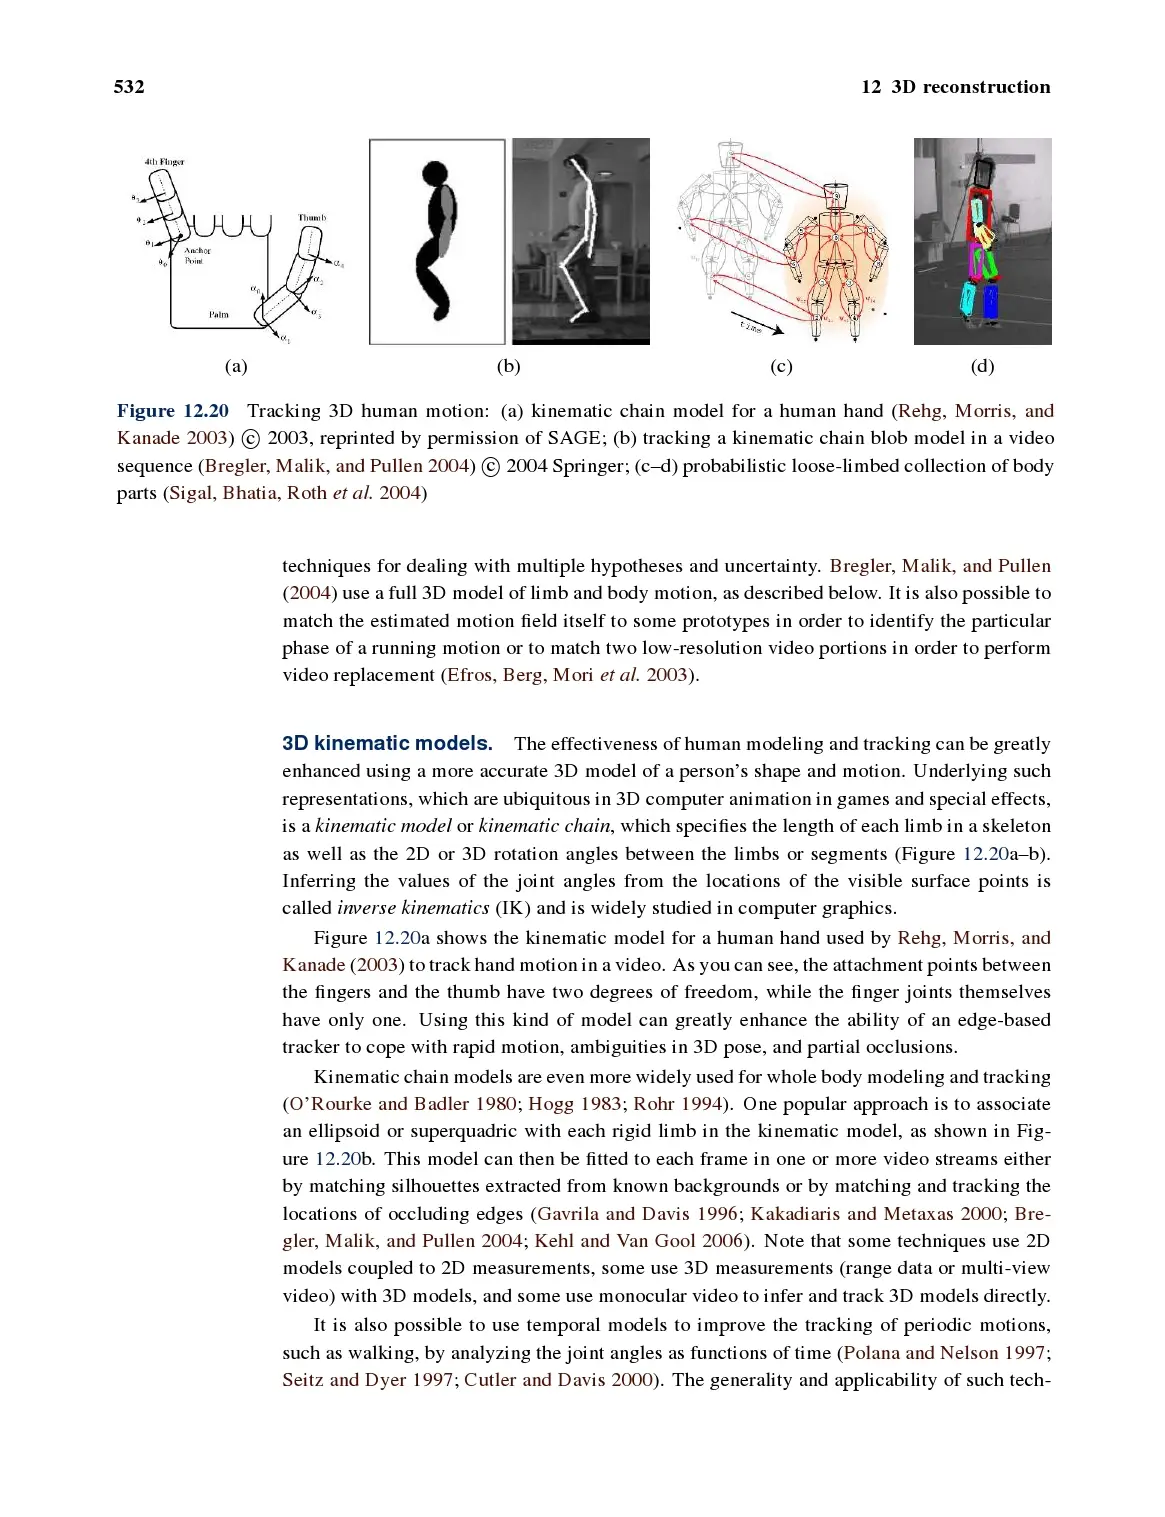 532
12 3D reconstruction
4th Finger
Thumb
Anchor
Point
Palm
(a)
(b)
(c)
(d)
Figure 12.20 Tracking 3D human motion: (a) kinematic chain model for a human hand (Rehg, Morris, and
Kanade 2003) © 2003, reprinted by permission of SAGE; (b) tracking a kinematic chain blob model in a video
sequence (Bregler, Malik, and Pullen 2004) © 2004 Springer; (c–d) probabilistic loose-limbed collection of body
parts (Sigal, Bhatia, Roth et al. 2004)
techniques for dealing with multiple hypotheses and uncertainty. Bregler, Malik, and Pullen
(2004) use a full 3D model of limb and body motion, as described below. It is also possible to
match the estimated motion field itself to some prototypes in order to identify the particular
phase of a running motion or to match two low-resolution video portions in order to perform
video replacement (Efros, Berg, Mori et al. 2003).
3D kinematic models. The effectiveness of human modeling and tracking can be greatly
enhanced using a more accurate 3D model of a person's shape and motion. Underlying such
representations, which are ubiquitous in 3D computer animation in games and special effects,
is a kinematic model or kinematic chain, which specifies the length of each limb in a skeleton
as well as the 2D or 3D rotation angles between the limbs or segments (Figure 12.20a–b).
Inferring the values of the joint angles from the locations of the visible surface points is
called inverse kinematics (IK) and is widely studied in computer graphics.
Figure 12.20a shows the kinematic model for a human hand used by Rehg, Morris, and
Kanade (2003) to track hand motion in a video. As you can see, the attachment points between
the fingers and the thumb have two degrees of freedom, while the finger joints themselves
have only one. Using this kind of model can greatly enhance the ability of an edge-based
tracker to cope with rapid motion, ambiguities in 3D pose, and partial occlusions.
Kinematic chain models are even more widely used for whole body modeling and tracking
(O'Rourke and Badler 1980; Hogg 1983; Rohr 1994). One popular approach is to associate
an ellipsoid or superquadric with each rigid limb in the kinematic model, as shown in Fig-
ure 12.20b. This model can then be fitted to each frame in one or more video streams either
by matching silhouettes extracted from known backgrounds or by matching and tracking the
locations of occluding edges (Gavrila and Davis 1996; Kakadiaris and Metaxas 2000; Bre-
gler, Malik, and Pullen 2004; Kehl and Van Gool 2006). Note that some techniques use 2D
models coupled to 2D measurements, some use 3D measurements (range data or multi-view
video) with 3D models, and some use monocular video to infer and track 3D models directly.
It is also possible to use temporal models to improve the tracking of periodic motions,
such as walking, by analyzing the joint angles as functions of time (Polana and Nelson 1997;
Seitz and Dyer 1997; Cutler and Davis 2000). The generality and applicability of such tech-